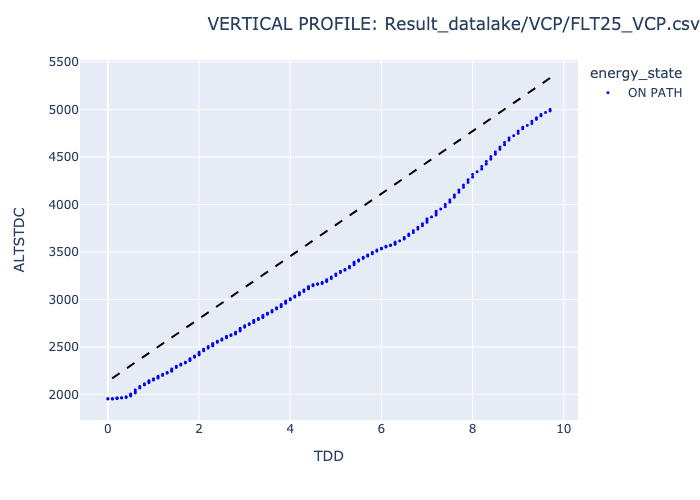 VERTICAL PROFILE: Result_datalake/VCP/FLT25_VCP.csv
energy_state
ON PATH
5500
5000
4500
4000
3500
3000
2500
2000
ALTSTDC
0 2 4 6 8 10
TDD